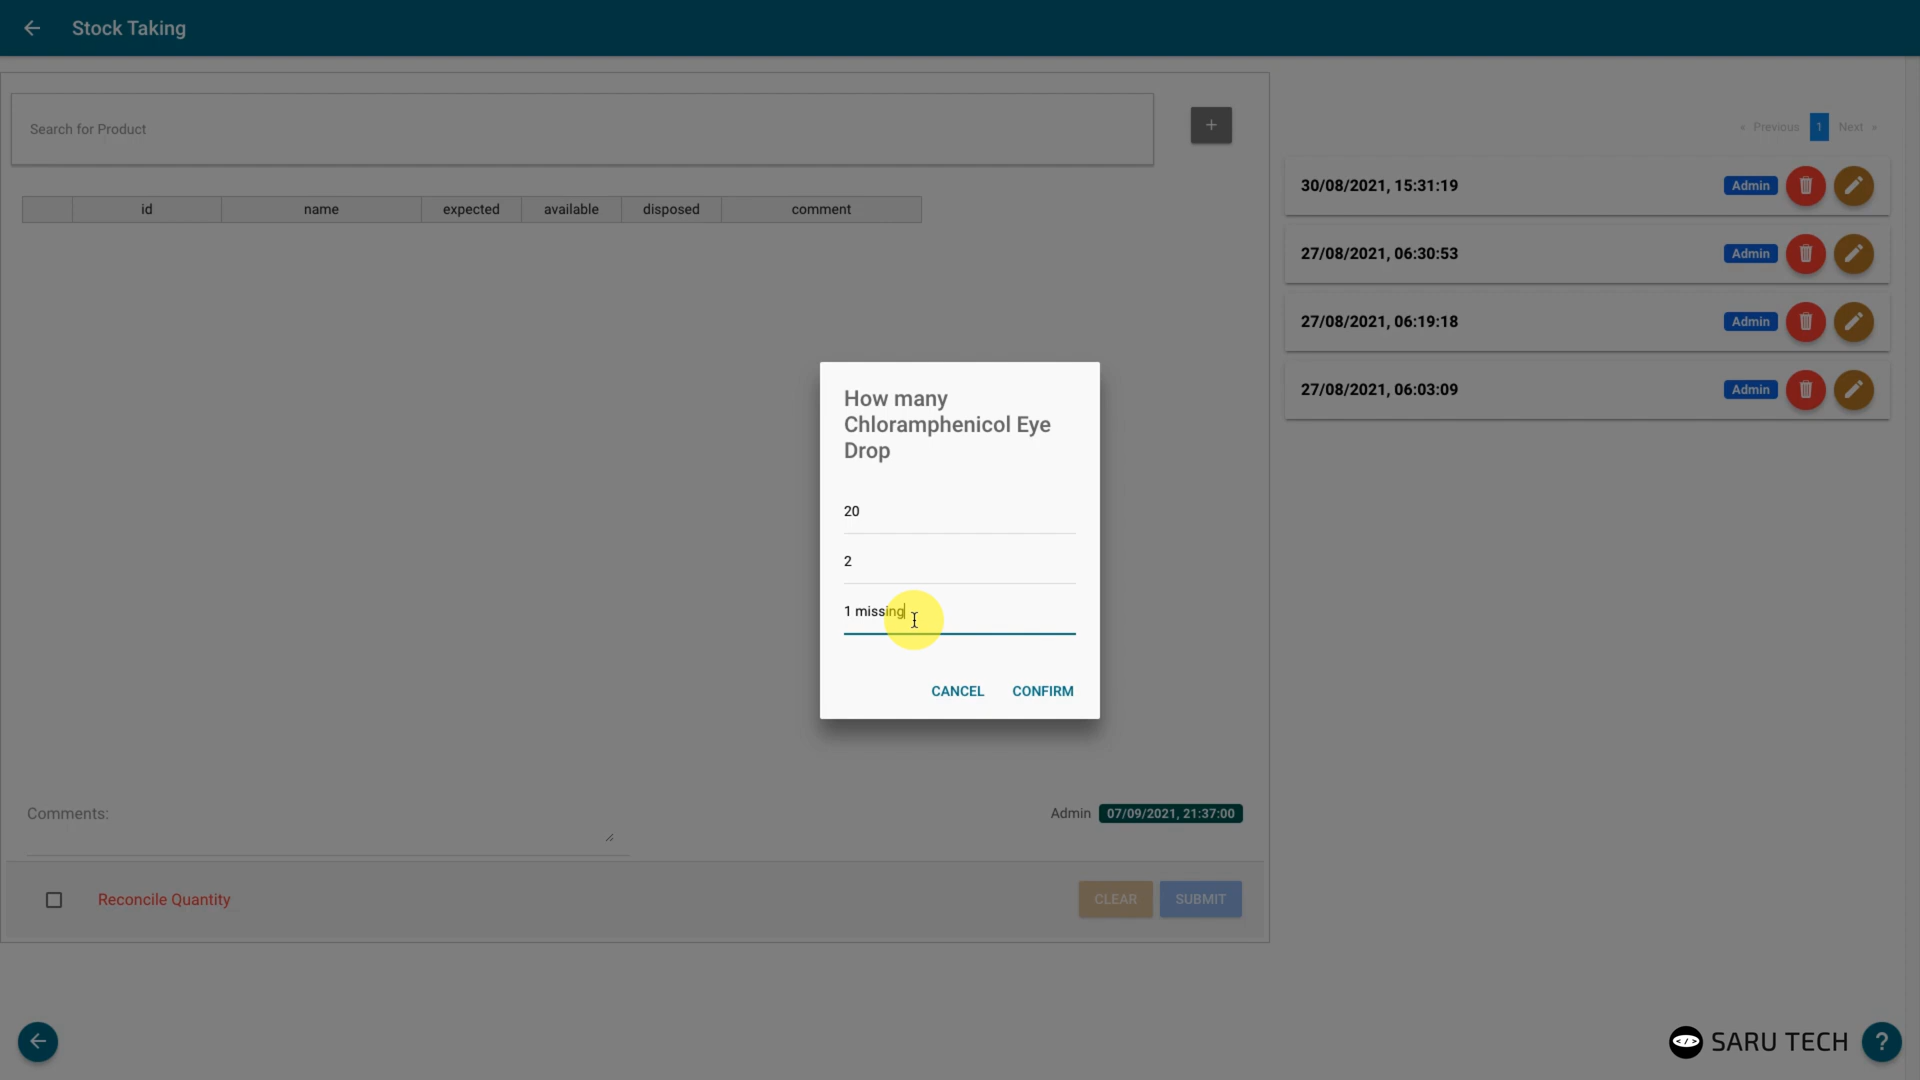 Stock Taking
Search for Product
+
« Previous 1 Next »
id name expected available disposed comment
30/08/2021, 15:31:19 Admin
27/08/2021, 06:30:53 Admin
27/08/2021, 06:19:18 Admin
27/08/2021, 06:03:09 Admin
How many
Chloramphenicol Eye
Drop
20
2
1 missing
CANCEL CONFIRM
Comments:
Admin 07/09/2021, 21:37:00
Reconcile Quantity
CLEAR SUBMIT
</> SARU TECH ?